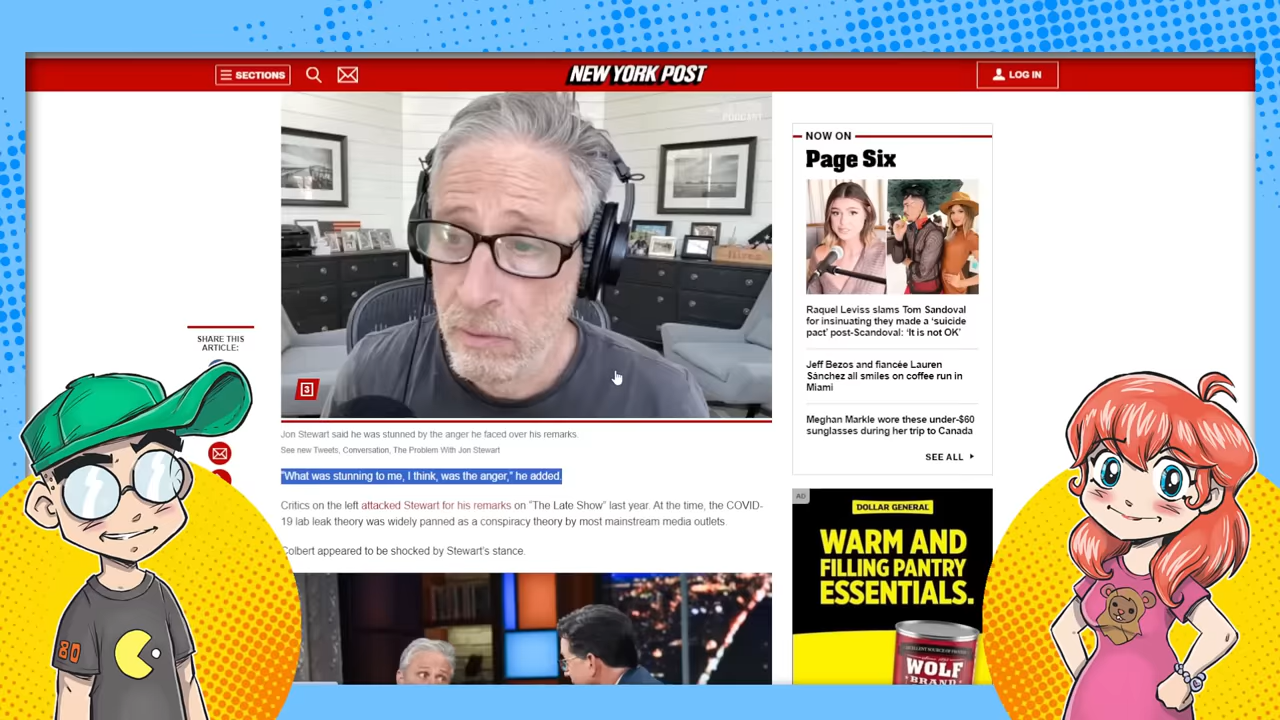 SECTIONS
NEW YORK POST
LOG IN
PODCAST
3
SHARE THIS
ARTICLE:
Jon Stewart said he was stunned by the anger he faced over his remarks.
See new Tweets, Conversation, The Problem With Jon Stewart
"What was stunning to me, I think, was the anger," he added.
Critics on the left attacked Stewart for his remarks on "The Late Show" last year. At the time, the COVID-
19 lab leak theory was widely panned as a conspiracy theory by most mainstream media outlets.
Colbert appeared to be shocked by Stewart's stance.
NOW ON
Page Six
Raquel Leviss slams Tom Sandoval
for insinuating they made a 'suicide
pact' post-Scandoval: 'It is not OK'
Jeff Bezos and fiancée Lauren
Sánchez all smiles on coffee run in
Miami
Meghan Markle wore these under-$60
sunglasses during her trip to Canada
SEE ALL
AD
DOLLAR GENERAL
WARM AND
FILLING PANTRY
ESSENTIALS.
WOLF
BRAND
80